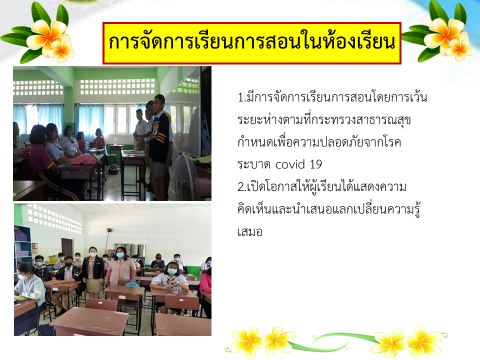 การจัดการเรียนการสอนในห้องเรียน
1.มีการจัดการเรียนการสอนโดยการเว้น
ระยะห่างตามที่กระทรวงสาธารณสุข
กำหนดเพื่อความปลอดภัยจากโรค
ระบาด covid 19
2.เปิดโอกาสให้ผู้เรียนได้แสดงความ
คิดเห็นและนำเสนอแลกเปลี่ยนความรู้
เสมอ